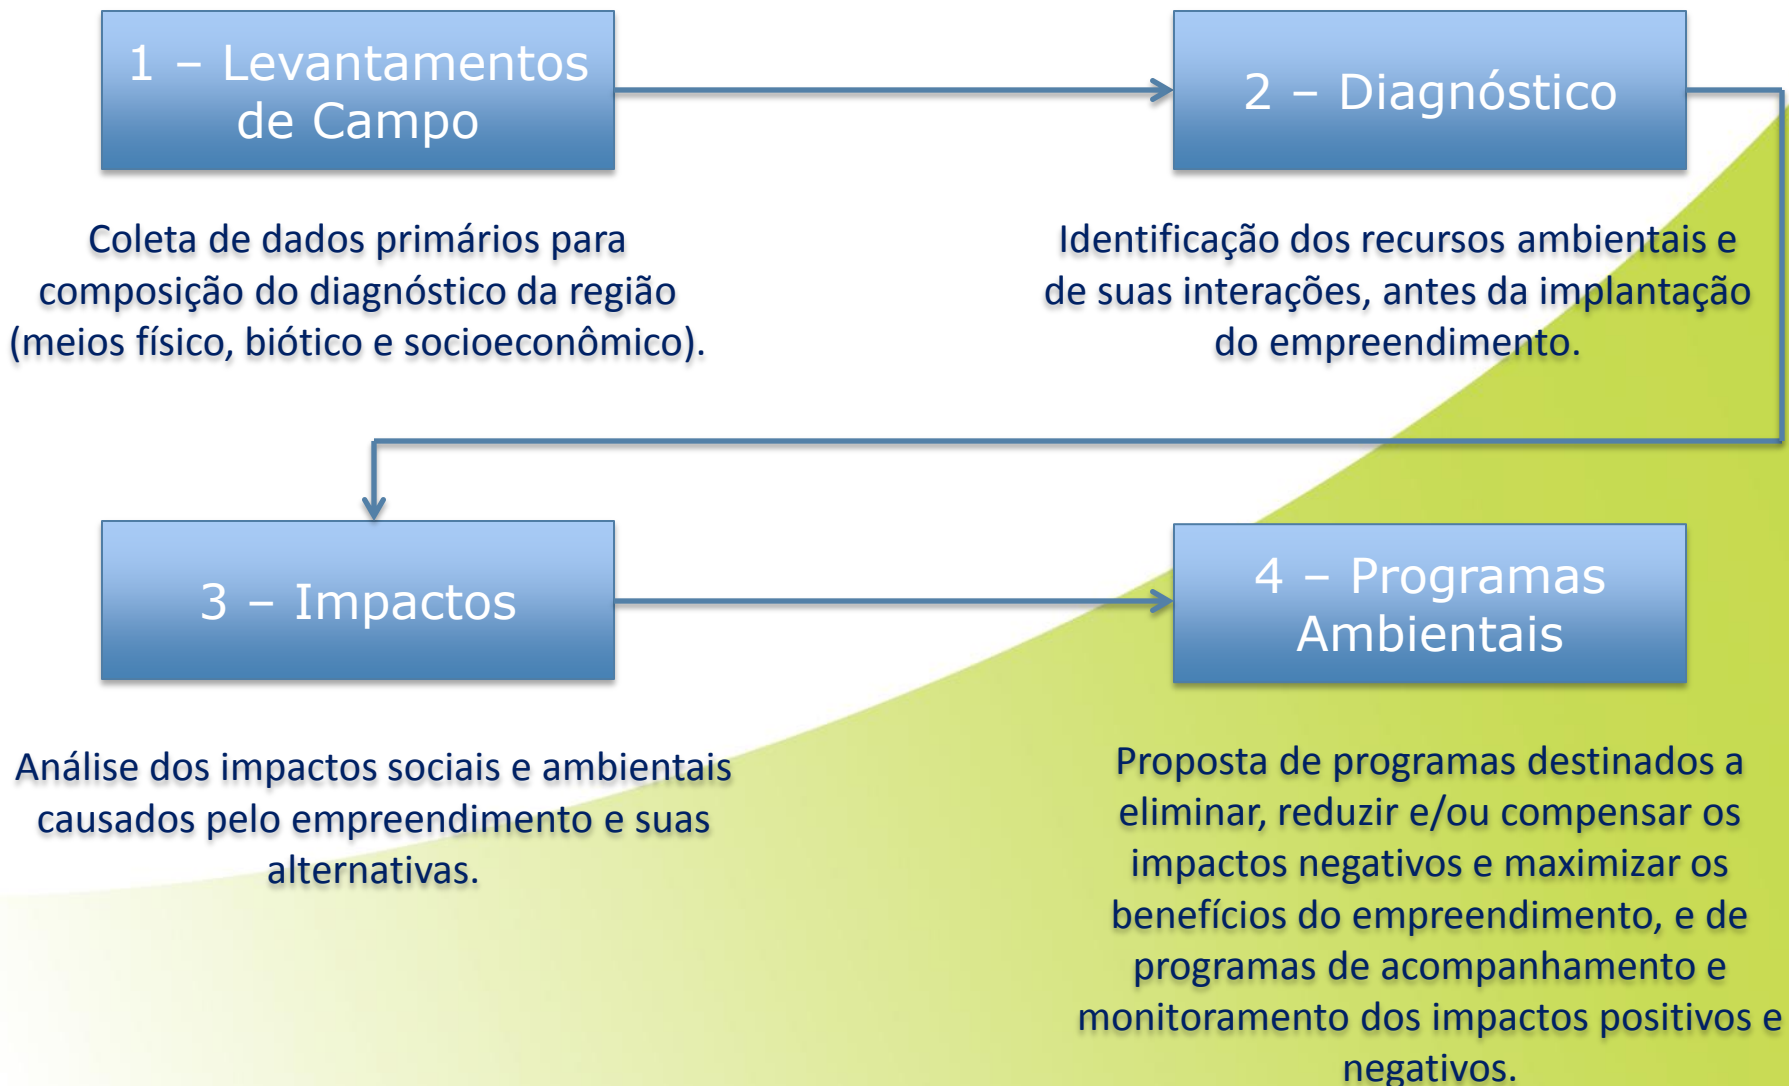 1 – Levantamentos
de Campo
2 – Diagnóstico
Coleta de dados primários para
composição do diagnóstico da região
(meios físico, biótico e socioeconômico).
Identificação dos recursos ambientais e
de suas interações, antes da implantação
do empreendimento.
3 – Impactos
4 – Programas
Ambientais
Análise dos impactos sociais e ambientais
causados pelo empreendimento e suas
alternativas.
Proposta de programas destinados a
eliminar, reduzir e/ou compensar os
impactos negativos e maximizar os
benefícios do empreendimento, e de
programas de acompanhamento e
monitoramento dos impactos positivos e
negativos.